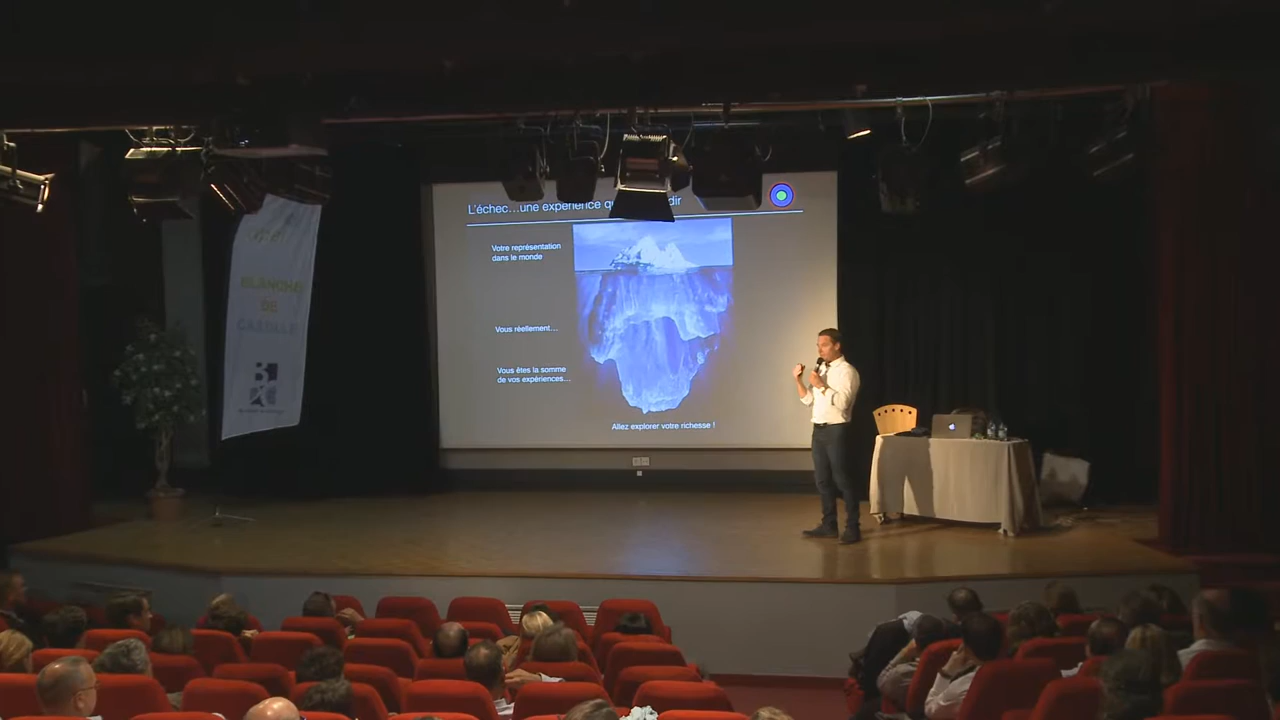 L'échec...une expérience
Votre représentation
dans le monde
Vous réellement...
Vous êtes la somme
de vos expériences...
Allez explorer votre richesse !
BLANCHE
DE
CASTILLE